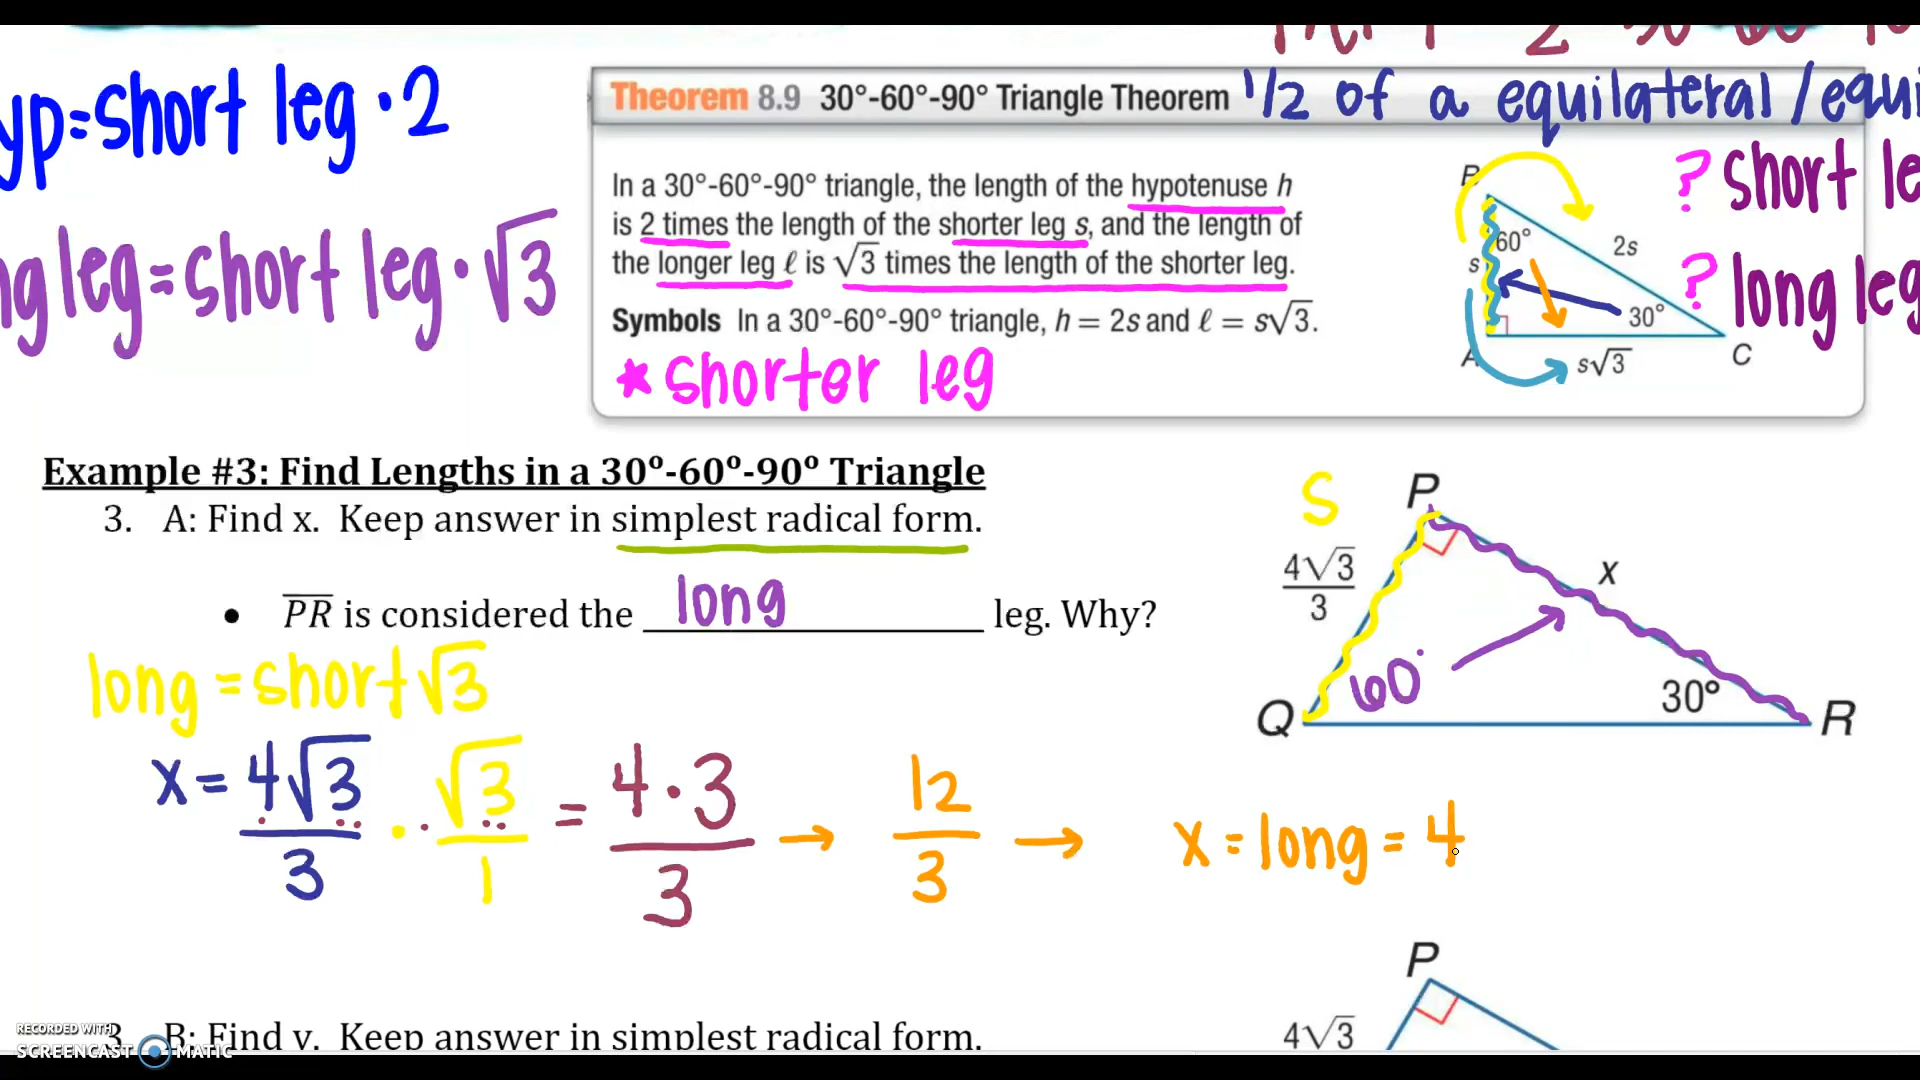 yp=short leg · 2
ng leg=short leg · √3
Theorem 8.9 30°-60°-90° Triangle Theorem
1/2 of a equilateral/equi
In a 30°-60°-90° triangle, the length of the hypotenuse h
is 2 times the length of the shorter leg s, and the length of
the longer leg ℓ is √3 times the length of the shorter leg.
Symbols In a 30°-60°-90° triangle, h = 2s and ℓ = s√3.
* shorter leg
B
60°
2s
s
30°
A
s√3
C
? short le
? long leg
Example #3: Find Lengths in a 30°-60°-90° Triangle
3. A: Find x. Keep answer in simplest radical form.
• PR is considered the long leg. Why?
long = short √3
x = 4√3/3 · √3/1 = 4·3/3 → 12/3 → x = long = 4
S
P
4√3
3
x
60°
30°
Q
R
3. B: Find y. Keep answer in simplest radical form.
P
4√3
RECORDED WITH
SCREENCAST MATIC